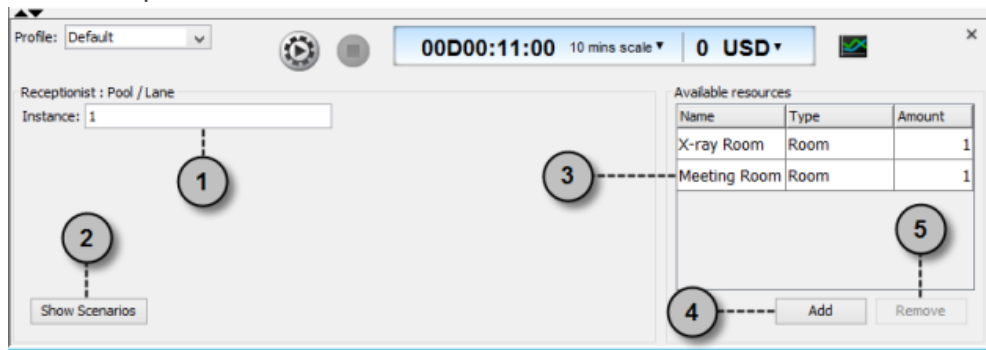 Profile: Default
00D00:11:00 10 mins scale 0 USD
Receptionist : Pool / Lane
Instance: 1
Available resources
Name Type Amount
X-ray Room Room 1
Meeting Room Room 1
1
2
3
4
5
Show Scenarios
Add Remove